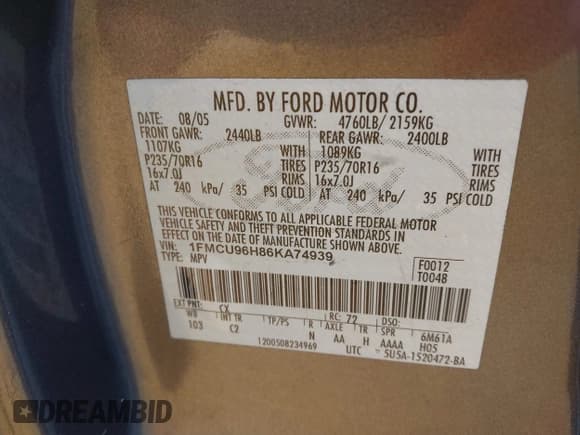 MFD. BY FORD MOTOR CO.
DATE: 08/05 GVWR: 4760LB/ 2159KG
FRONT GAWR: 2440LB REAR GAWR: 2400LB
1107KG WITH 1089KG WITH
P235/70R16 TIRES P235/70R16 TIRES
16x7.0J RIMS 16x7.0J RIMS
AT 240 kPa/ 35 PSI COLD AT 240 kPa/ 35 PSI COLD
THIS VEHICLE CONFORMS TO ALL APPLICABLE FEDERAL MOTOR
VEHICLE SAFETY AND THEFT PREVENTION STANDARDS IN
EFFECT ON THE DATE OF MANUFACTURE SHOWN ABOVE.
VIN: 1FMCU96H86KA74939 F0012
TYPE: MPV T0048
Ford
EXT PNT: CX RC: 72 DSO:
WB INT TR TP/PS R AXLE TR SPR 6M61A
103 C2 N AA H AAAA H05
1200508234969 UTC 5U5A-1520472-BA
DREAMBID